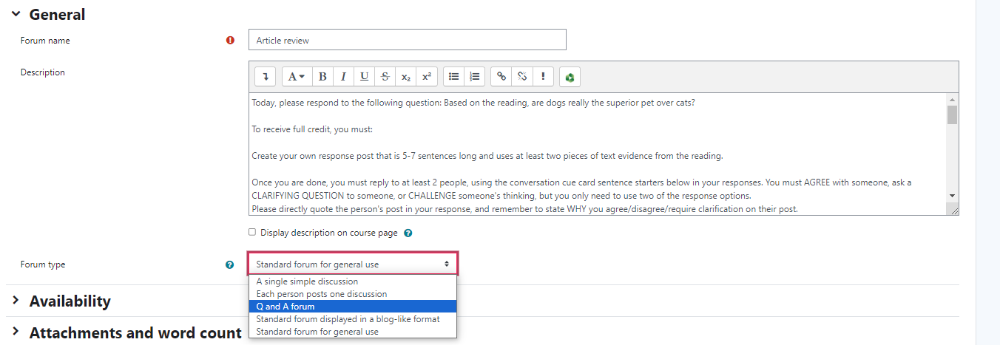 General
Forum name
Article review
Description
A B I U S x₂ x²
Today, please respond to the following question: Based on the reading, are dogs really the superior pet over cats?
To receive full credit, you must:
Create your own response post that is 5-7 sentences long and uses at least two pieces of text evidence from the reading.
Once you are done, you must reply to at least 2 people, using the conversation cue card sentence starters below in your responses. You must AGREE with someone, ask a
CLARIFYING QUESTION to someone, or CHALLENGE someone's thinking, but you only need to use two of the response options.
Please directly quote the person's post in your response, and remember to state WHY you agree/disagree/require clarification on their post.
Display description on course page
Forum type
Standard forum for general use
A single simple discussion
Each person posts one discussion
Q and A forum
Standard forum displayed in a blog-like format
Standard forum for general use
Availability
Attachments and word count